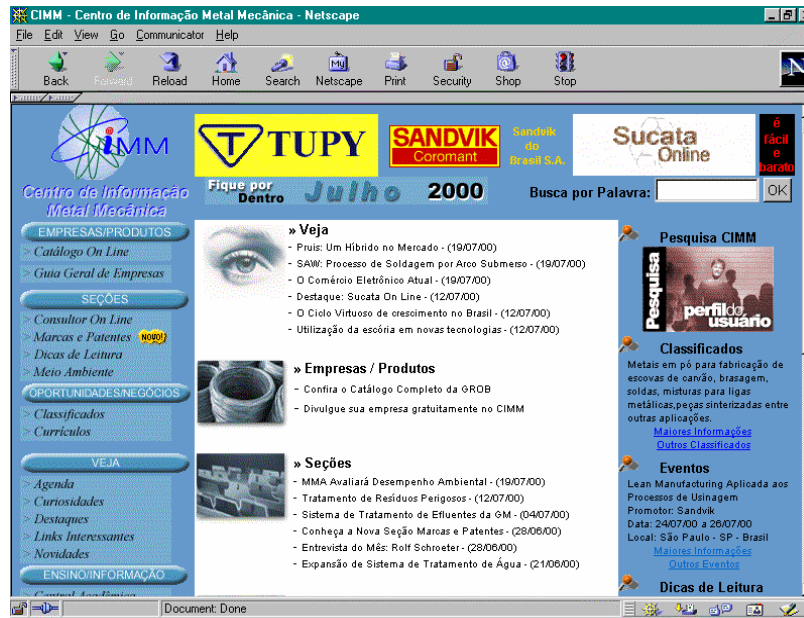 CIMM - Centro de Informação Metal Mecânica - Netscape
File Edit View Go Communicator Help
Back Forward Reload Home Search Netscape Print Security Shop Stop
My
N
iMM
Centro de Informação
Metal Mecânica
T TUPY
SANDVIK
Coromant
Sandvik
do
Brasil S.A.
Sucata
Online
é
fácil
e
barato
Fique por
Dentro
Julho 2000
Busca por Palavra:
OK
EMPRESAS/PRODUTOS
> Catálogo On Line
> Guia Geral de Empresas
SEÇÕES
> Consultor On Line
> Marcas e Patentes NOVO!
> Dicas de Leitura
> Meio Ambiente
OPORTUNIDADES/NEGÓCIOS
> Classificados
> Currículos
VEJA
> Agenda
> Curiosidades
> Destaques
> Links Interessantes
> Novidades
ENSINO/INFORMAÇÃO
> Central Acadêmica
» Veja
- Pruis: Um Híbrido no Mercado - (19/07/00)
- SAW: Processo de Soldagem por Arco Submerso - (19/07/00)
- O Comércio Eletrônico Atual - (19/07/00)
- Destaque: Sucata On Line - (12/07/00)
- O Ciclo Virtuoso de crescimento no Brasil - (12/07/00)
- Utilização da escória em novas tecnologias - (12/07/00)
» Empresas / Produtos
- Confira o Catálogo Completo da GROB
- Divulgue sua empresa gratuitamente no CIMM
» Seções
- MMA Avaliará Desempenho Ambiental - (19/07/00)
- Tratamento de Resíduos Perigosos - (12/07/00)
- Sistema de Tratamento de Efluentes da GM - (04/07/00)
- Conheça a Nova Seção Marcas e Patentes - (28/06/00)
- Entrevista do Mês: Rolf Schroeter - (28/06/00)
- Expansão de Sistema de Tratamento de Água - (21/06/00)
Pesquisa CIMM
Pesquisa
perfil do
usuário
Classificados
Metais em pó para fabricação de
escovas de carvão, brasagem,
soldas, misturas para ligas
metálicas,peças sinterizadas entre
outras aplicações.
Maiores Informações
Outros Classificados
Eventos
Lean Manufacturing Aplicada aos
Processos de Usinagem
Promotor: Sandvik
Data: 24/07/00 a 26/07/00
Local: São Paulo - SP - Brasil
Maiores Informações
Outros Eventos
Dicas de Leitura
Document: Done